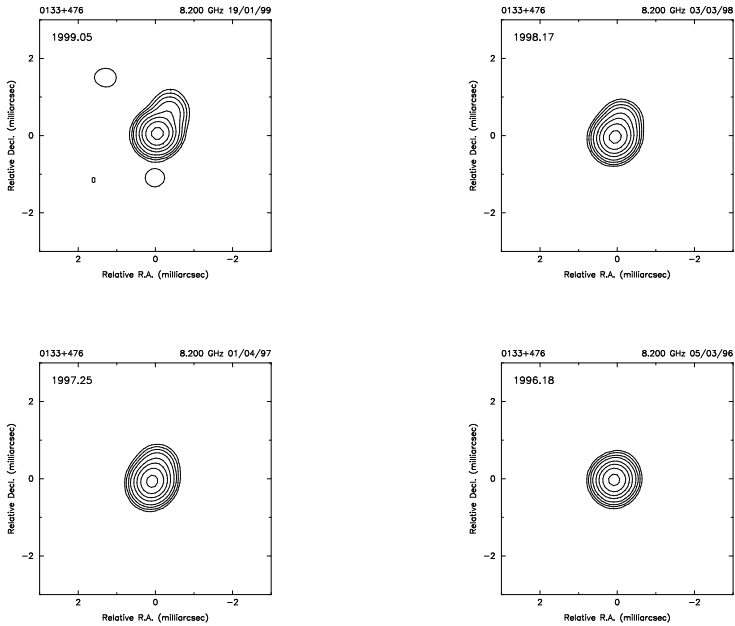 0133+476 8.200 GHz 19/01/99
1999.05
2
0
−2
Relative Decl. (milliarcsec)
2 0 −2
Relative R.A. (milliarcsec)
0133+476 8.200 GHz 03/03/98
1998.17
2
0
−2
Relative Decl. (milliarcsec)
2 0 −2
Relative R.A. (milliarcsec)
0133+476 8.200 GHz 01/04/97
1997.25
2
0
−2
Relative Decl. (milliarcsec)
2 0 −2
Relative R.A. (milliarcsec)
0133+476 8.200 GHz 05/03/96
1996.18
2
0
−2
Relative Decl. (milliarcsec)
2 0 −2
Relative R.A. (milliarcsec)